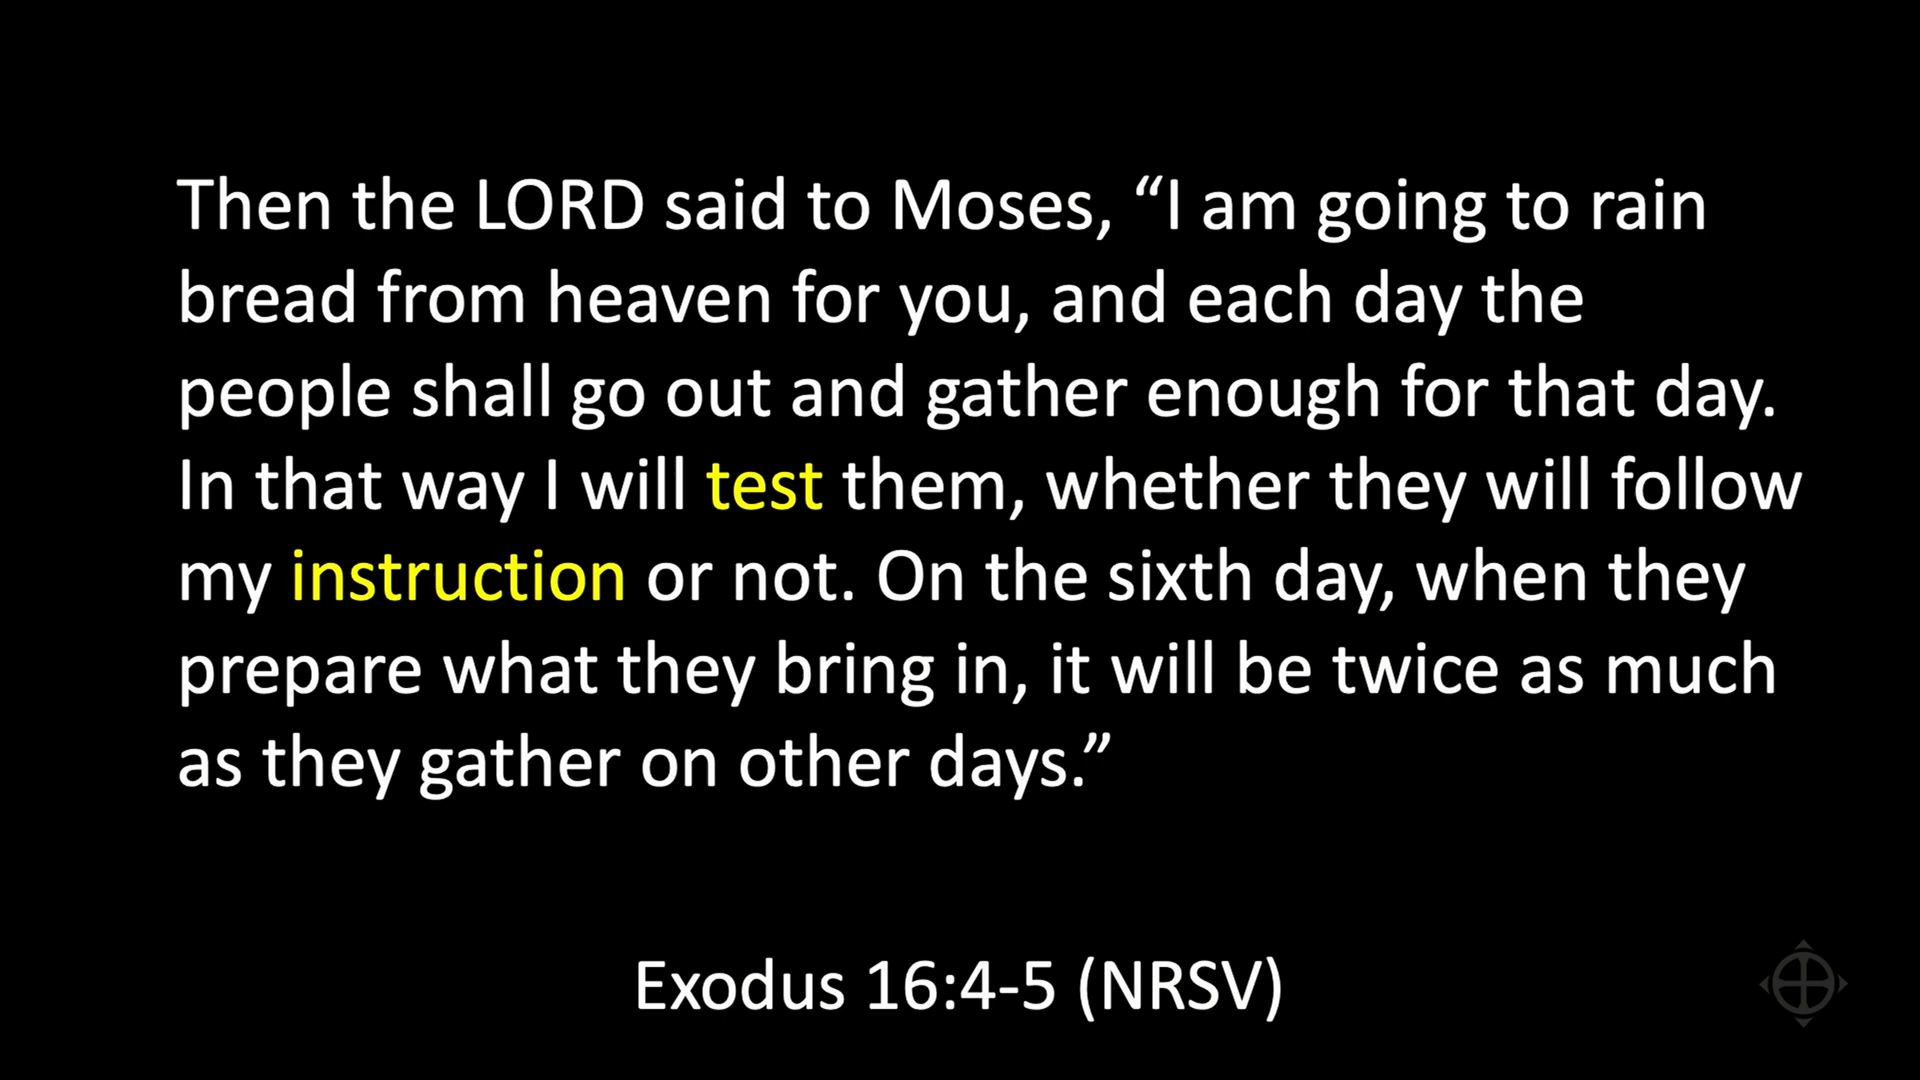 Then the LORD said to Moses, “I am going to rain
bread from heaven for you, and each day the
people shall go out and gather enough for that day.
In that way I will test them, whether they will follow
my instruction or not. On the sixth day, when they
prepare what they bring in, it will be twice as much
as they gather on other days.”
Exodus 16:4-5 (NRSV)